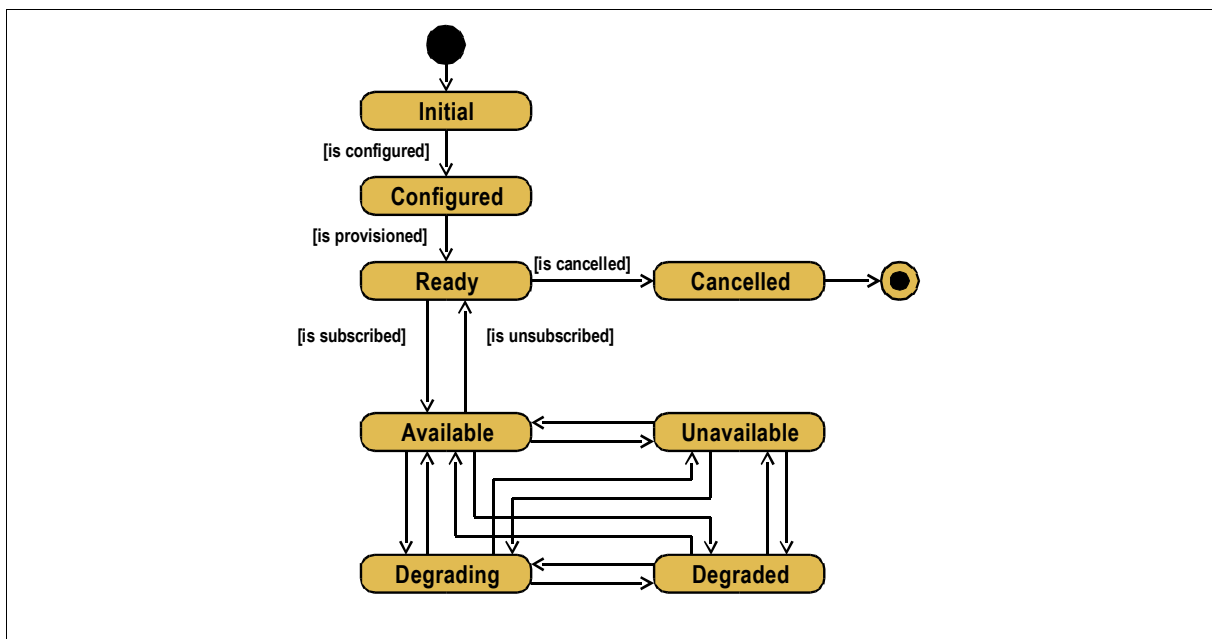 Initial
[is configured]
Configured
[is provisioned]
[is cancelled]
Ready
Cancelled
[is subscribed]
[is unsubscribed]
Available
Unavailable
Degrading
Degraded